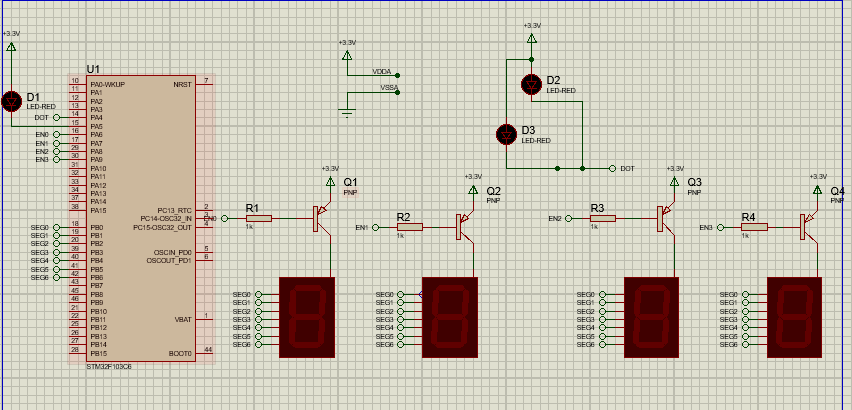 +3.3V
D1
LED-RED
DOT
EN0
EN1
EN2
EN3
SEG0
SEG1
SEG2
SEG3
SEG4
SEG5
SEG6
U1
10 PA0-WKUP
11 PA1
12 PA2
13 PA3
14 PA4
15 PA5
16 PA6
17 PA7
29 PA8
30 PA9
31 PA10
32 PA11
33 PA12
34 PA13
37 PA14
38 PA15
18 PB0
19 PB1
20 PB2
39 PB3
40 PB4
41 PB5
42 PB6
43 PB7
45 PB8
46 PB9
21 PB10
22 PB11
25 PB12
26 PB13
27 PB14
28 PB15
NRST 7
PC13_RTC 2
PC14-OSC32_IN 3
PC15-OSC32_OUT 4
OSCIN_PD0 5
OSCOUT_PD1 6
VBAT 1
BOOT0 44
STM32F103C6
+3.3V
VDDA
VSSA
+3.3V
D2
LED-RED
D3
LED-RED
DOT
EN0
R1
1k
+3.3V
Q1
PNP
SEG0
SEG1
SEG2
SEG3
SEG4
SEG5
SEG6
EN1
R2
1k
+3.3V
Q2
PNP
SEG0
SEG1
SEG2
SEG3
SEG4
SEG5
SEG6
EN2
R3
1k
+3.3V
Q3
PNP
SEG0
SEG1
SEG2
SEG3
SEG4
SEG5
SEG6
EN3
R4
1k
+3.3V
Q4
PNP
SEG0
SEG1
SEG2
SEG3
SEG4
SEG5
SEG6